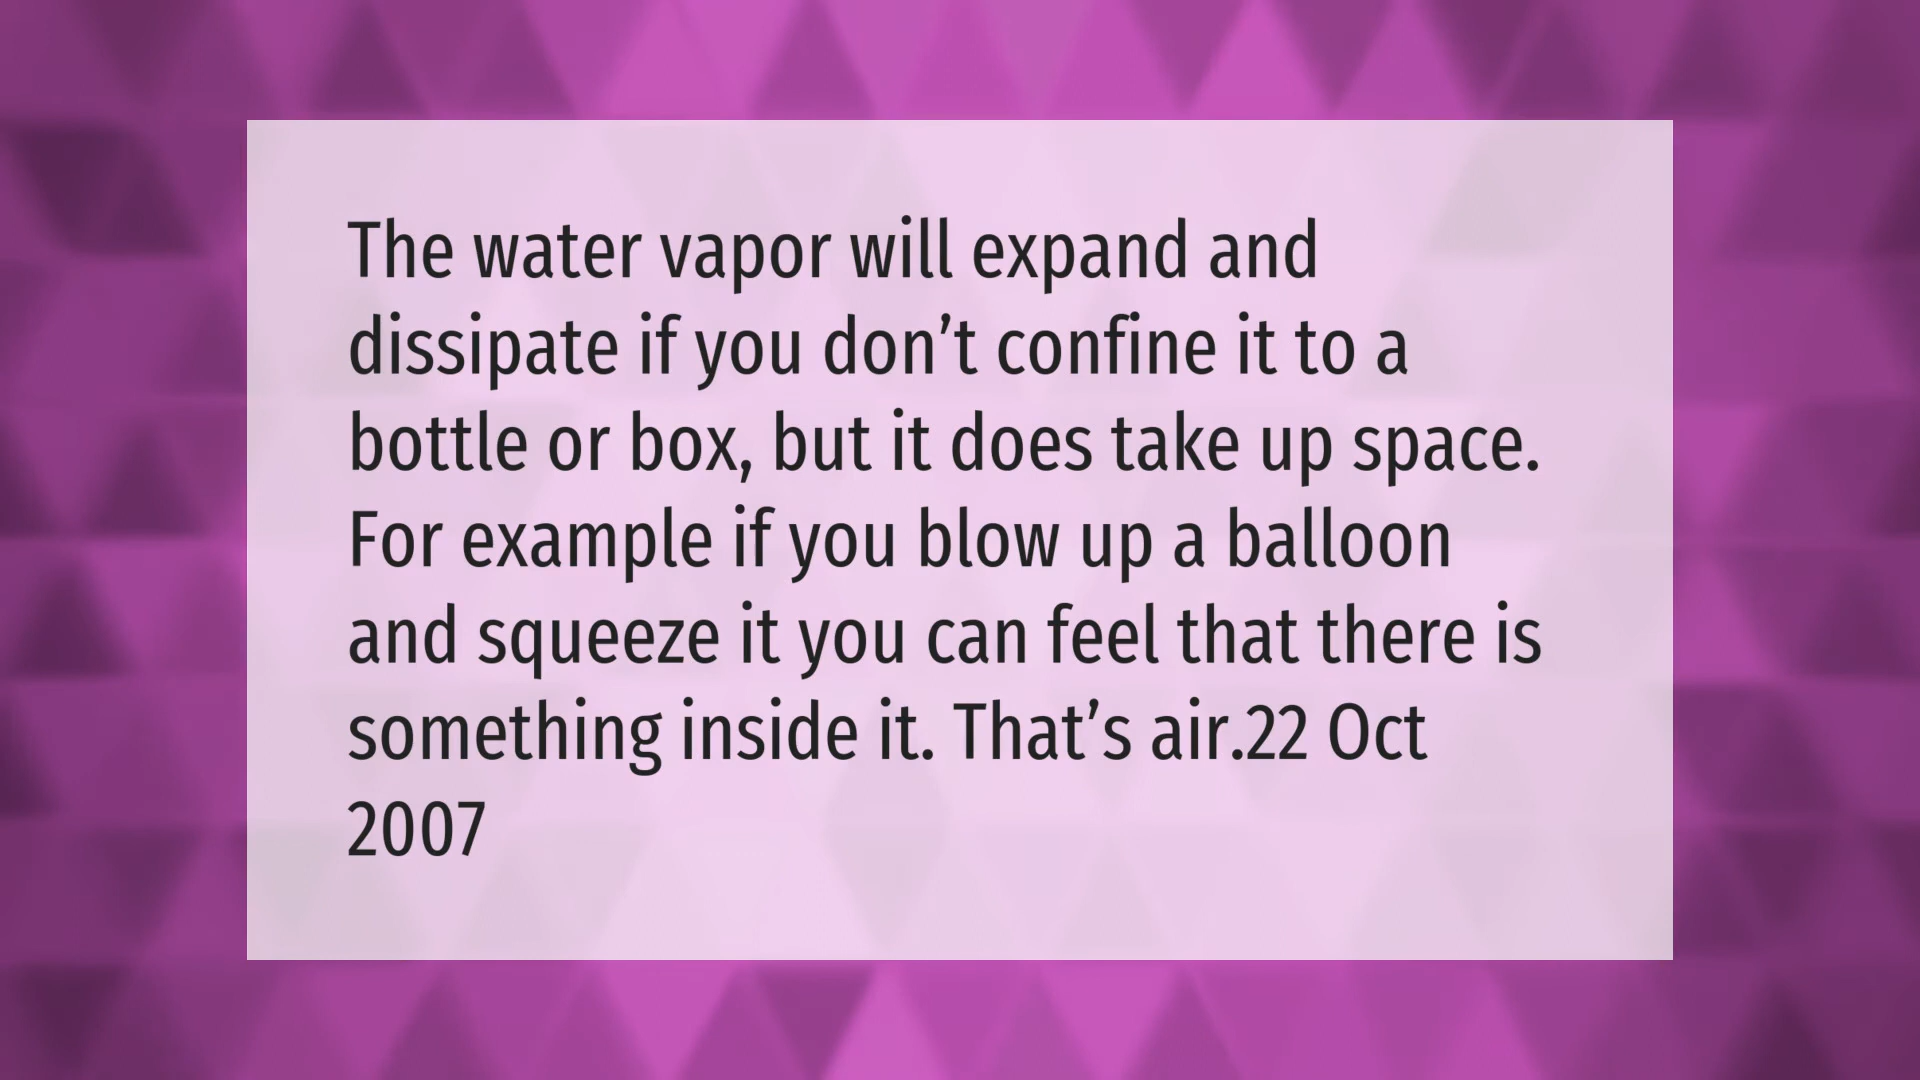 The water vapor will expand and
dissipate if you don’t confine it to a
bottle or box, but it does take up space.
For example if you blow up a balloon
and squeeze it you can feel that there is
something inside it. That’s air.22 Oct
2007